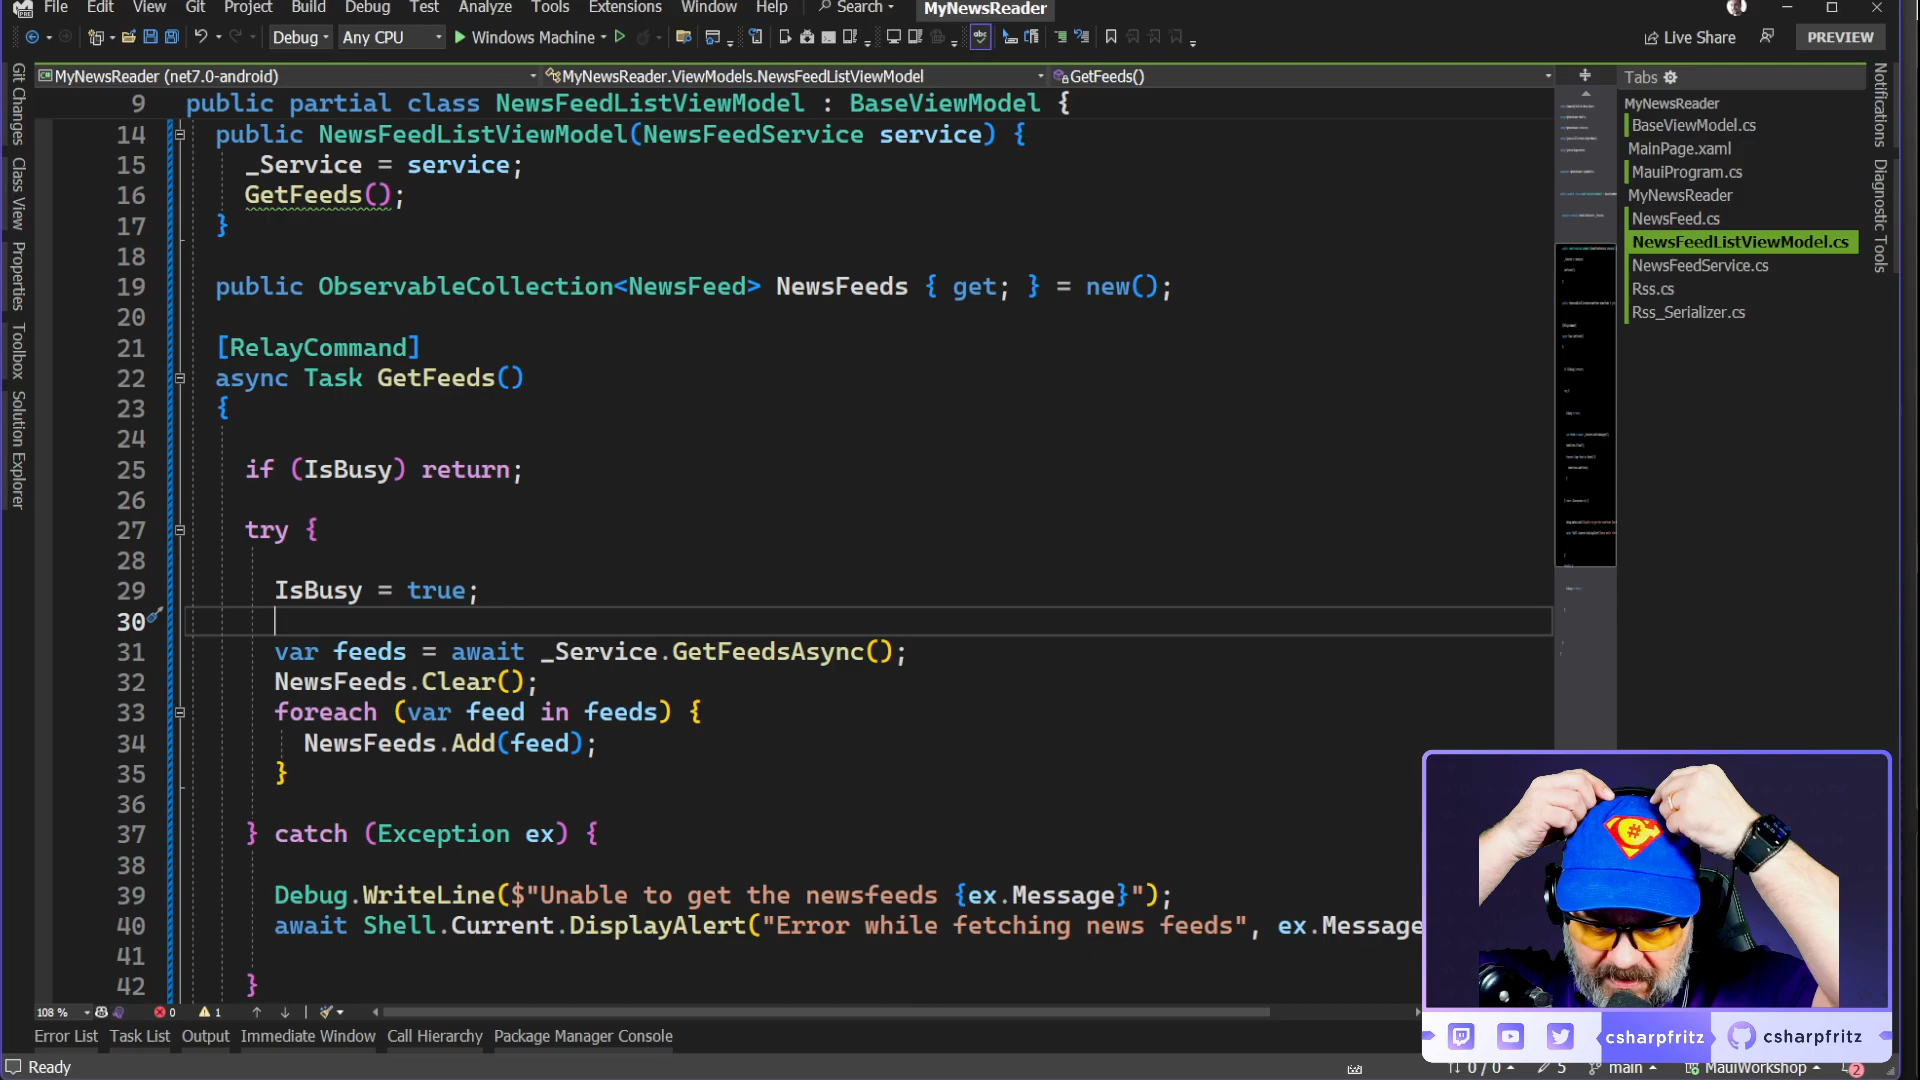 File Edit View Git Project Build Debug Test Analyze Tools Extensions Window Help Search MyNewsReader
Debug Any CPU Windows Machine Live Share PREVIEW
MyNewsReader (net7.0-android) MyNewsReader.ViewModels.NewsFeedListViewModel GetFeeds()
9 public partial class NewsFeedListViewModel : BaseViewModel {
14 public NewsFeedListViewModel(NewsFeedService service) {
15 _Service = service;
16 GetFeeds();
17 }
18
19 public ObservableCollection<NewsFeed> NewsFeeds { get; } = new();
20
21 [RelayCommand]
22 async Task GetFeeds()
23 {
24
25 if (IsBusy) return;
26
27 try {
28
29 IsBusy = true;
30
31 var feeds = await _Service.GetFeedsAsync();
32 NewsFeeds.Clear();
33 foreach (var feed in feeds) {
34 NewsFeeds.Add(feed);
35 }
36
37 } catch (Exception ex) {
38
39 Debug.WriteLine($"Unable to get the newsfeeds {ex.Message}");
40 await Shell.Current.DisplayAlert("Error while fetching news feeds", ex.Message
41
42 }
Git Changes
Class View
Properties
Toolbox
Solution Explorer
Tabs
MyNewsReader
BaseViewModel.cs
MainPage.xaml
MauiProgram.cs
MyNewsReader
NewsFeed.cs
NewsFeedListViewModel.cs
NewsFeedService.cs
Rss.cs
Rss_Serializer.cs
Notifications
Diagnostic Tools
108 % 0 1
Error List Task List Output Immediate Window Call Hierarchy Package Manager Console
csharpfritz csharpfritz
Ready 0 / 0 5 main MauiWorkshop 2